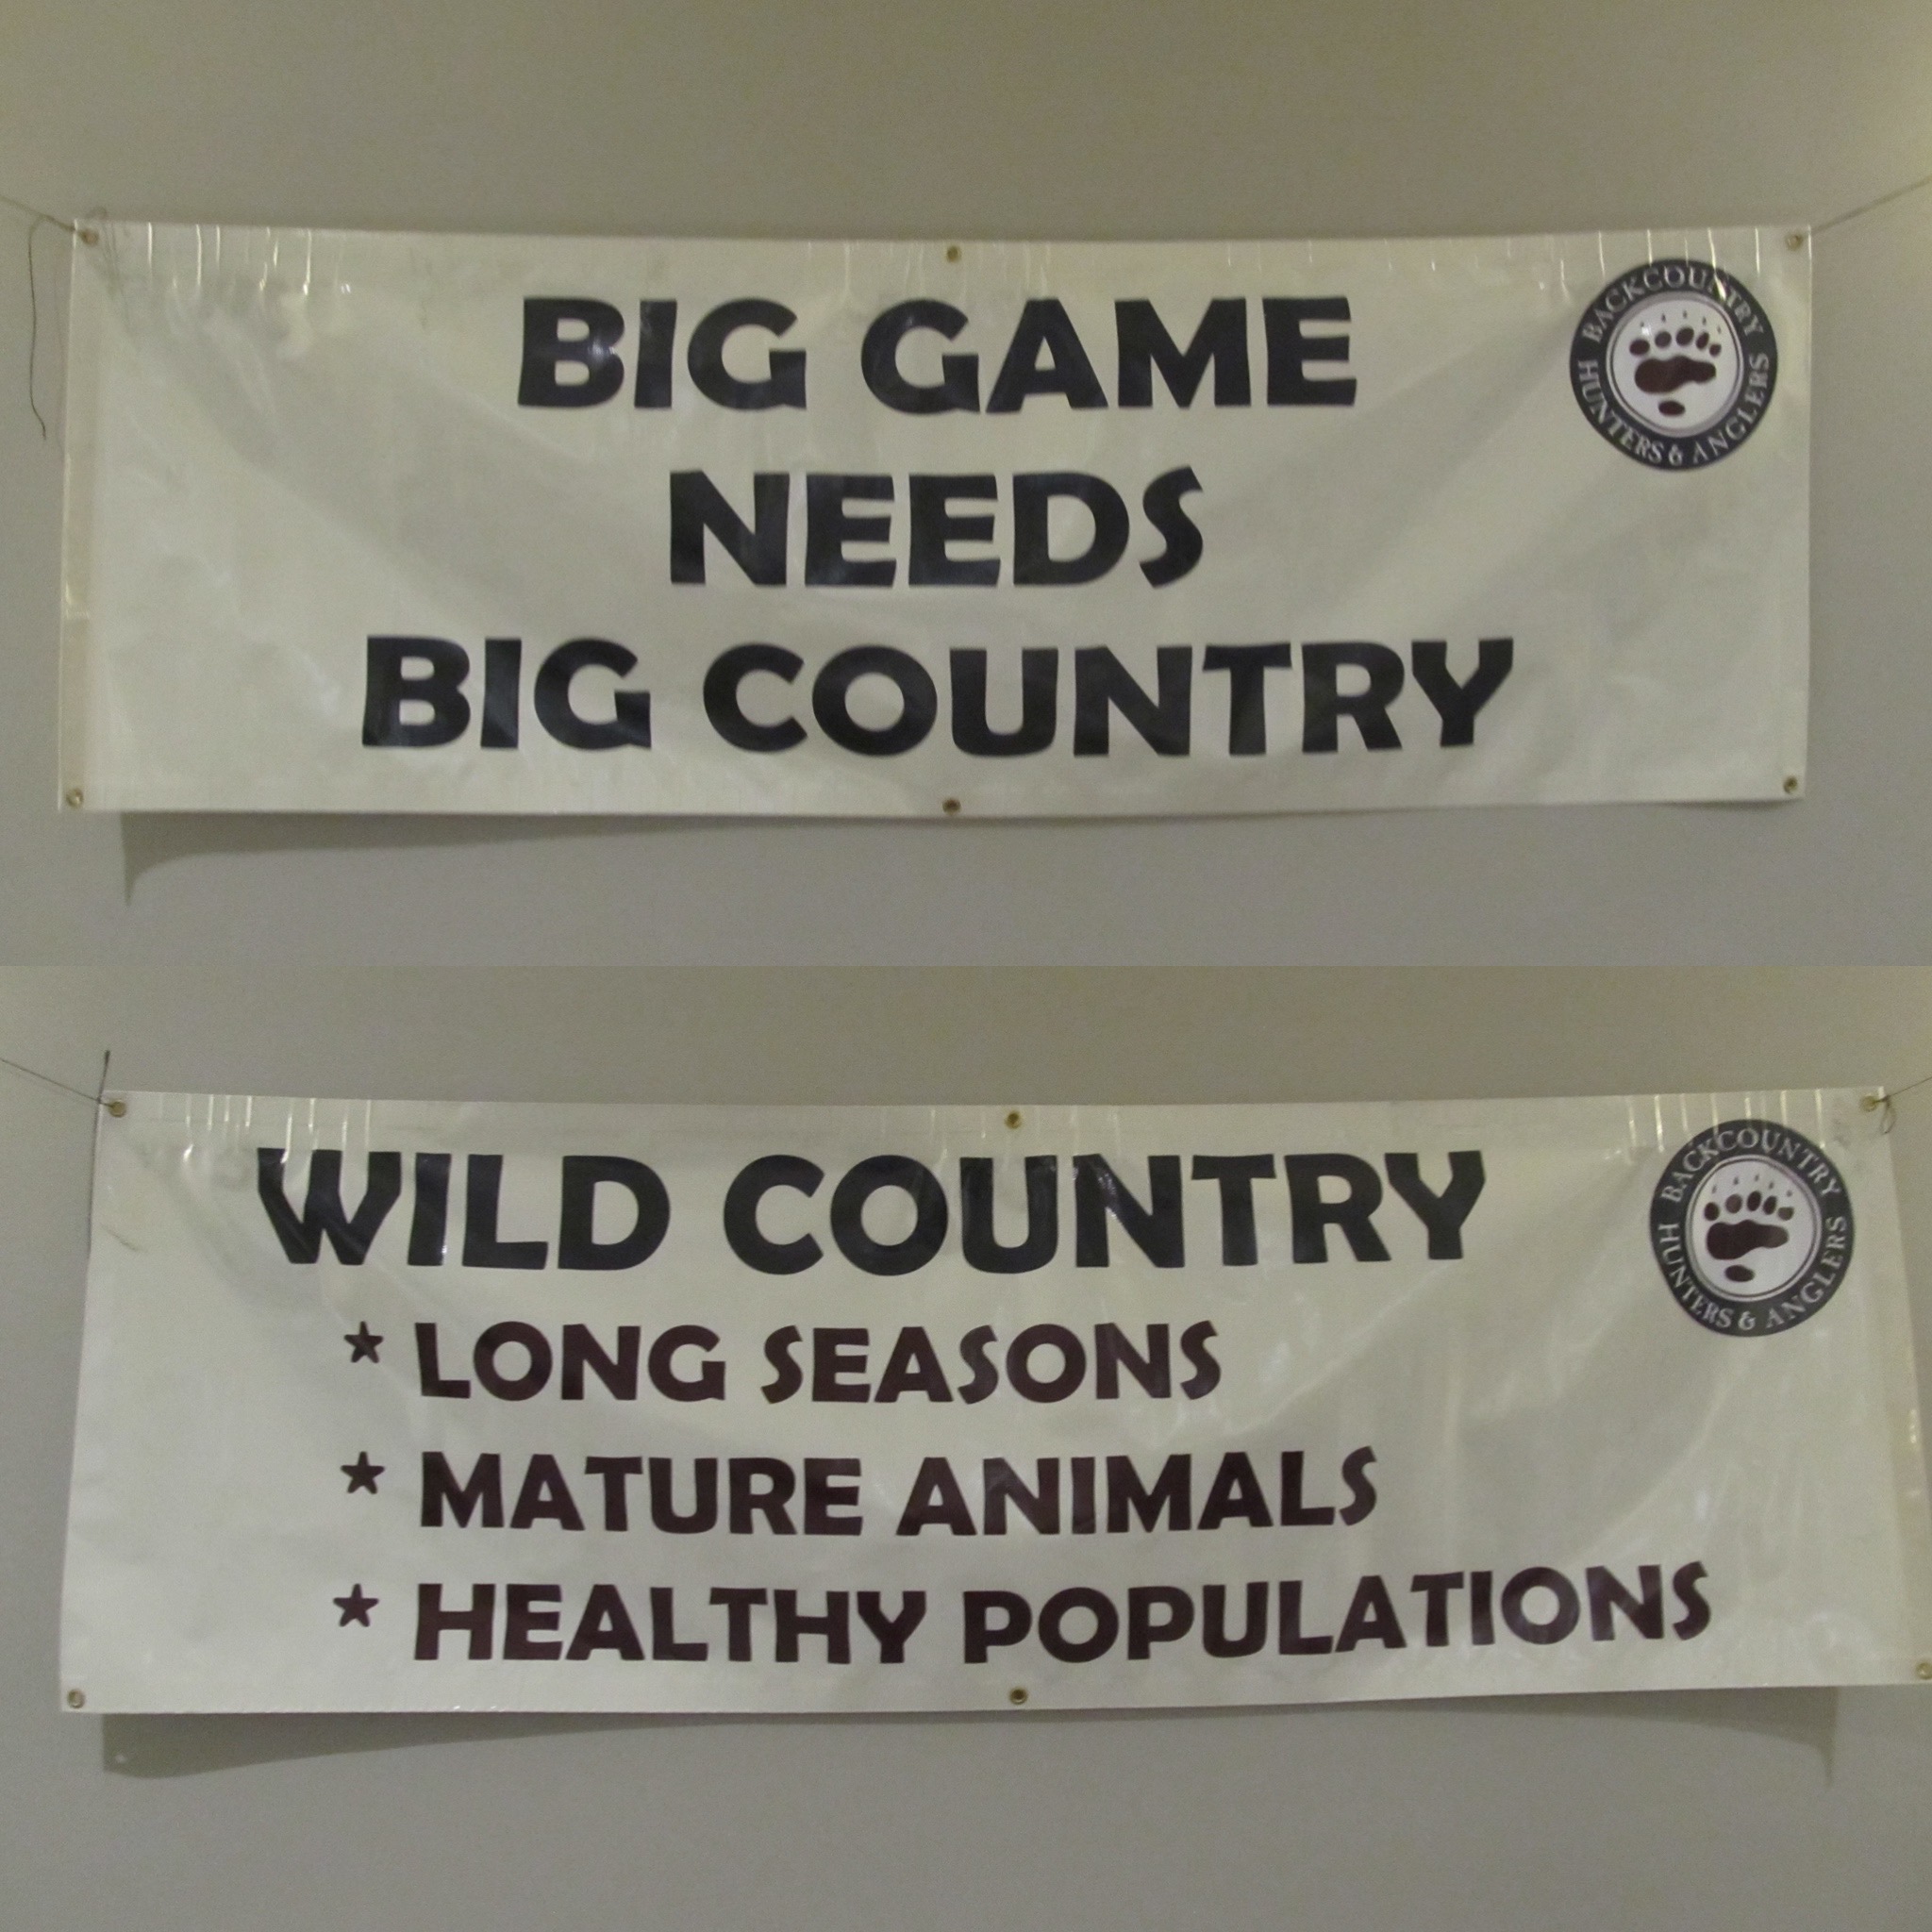 BIG GAME
NEEDS
BIG COUNTRY
BACKCOUNTRY
HUNTERS & ANGLERS
WILD COUNTRY
* LONG SEASONS
* MATURE ANIMALS
* HEALTHY POPULATIONS
BACKCOUNTRY
HUNTERS & ANGLERS